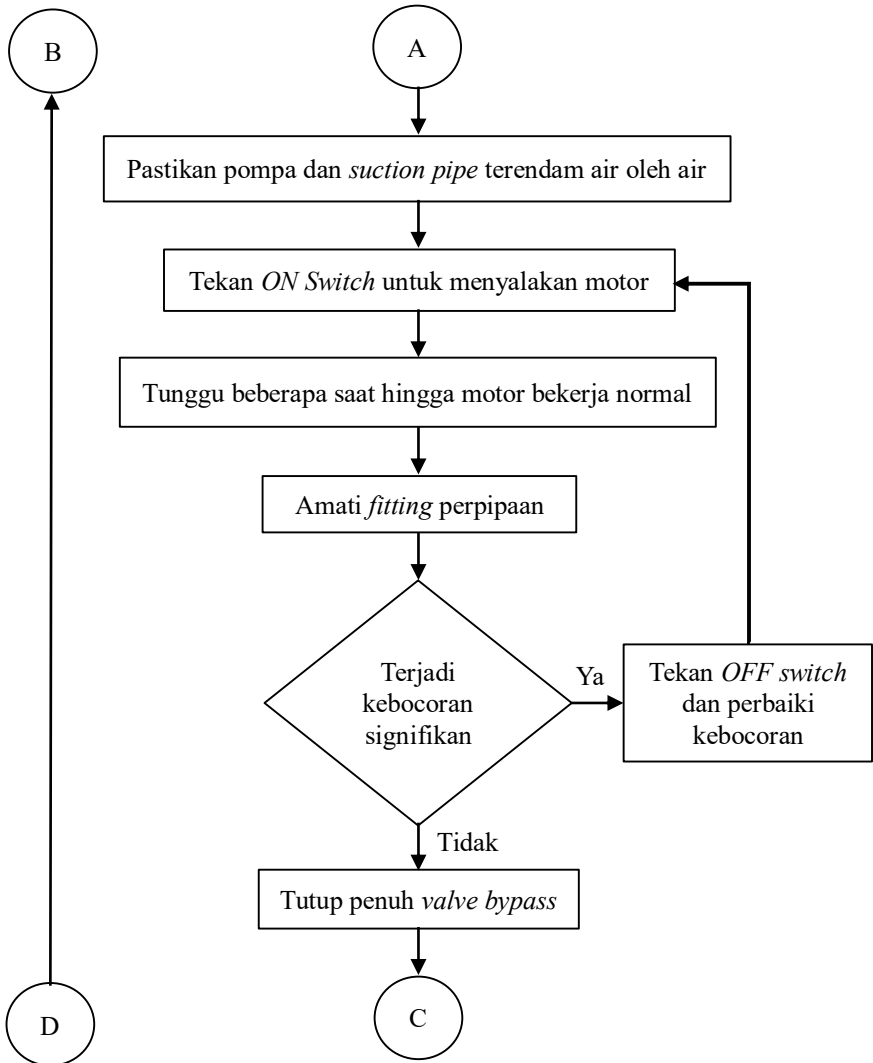 B
A
Pastikan pompa dan suction pipe terendam air oleh air
Tekan ON Switch untuk menyalakan motor
Tunggu beberapa saat hingga motor bekerja normal
Amati fitting perpipaan
Terjadi
kebocoran
signifikan
Ya
Tekan OFF switch
dan perbaiki
kebocoran
Tidak
Tutup penuh valve bypass
D
C